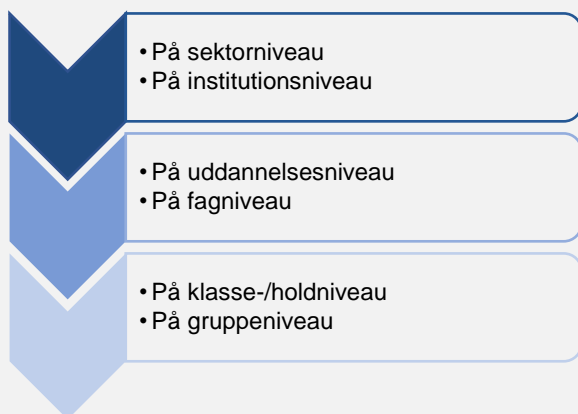 • På sektorniveau
• På institutionsniveau
• På uddannelsesniveau
• På fagniveau
• På klasse-/holdniveau
• På gruppeniveau